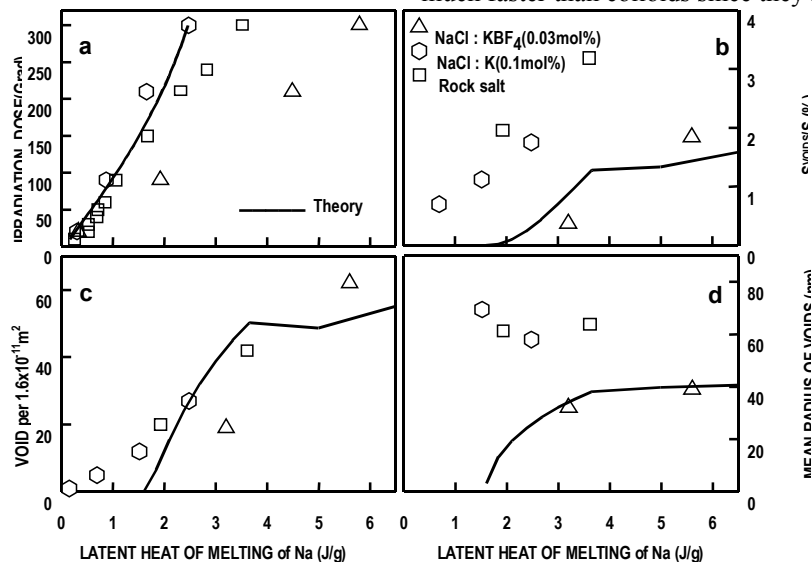 much faster than colloids since they
300
250
200
150
100
50
0
IRRADIATION DOSE(Grad)
a
Theory
b
NaCl : KBF4(0.03mol%)
NaCl : K(0.1mol%)
Rock salt
4
3
2
1
0
Svoids/S (%)
c
60
40
20
0
VOID per 1.6x10-11m2
0 1 2 3 4 5 6
LATENT HEAT OF MELTING of Na (J/g)
d
80
60
40
20
0
MEAN RADIUS OF VOIDS (nm)
0 1 2 3 4 5 6
LATENT HEAT OF MELTING of Na (J/g)